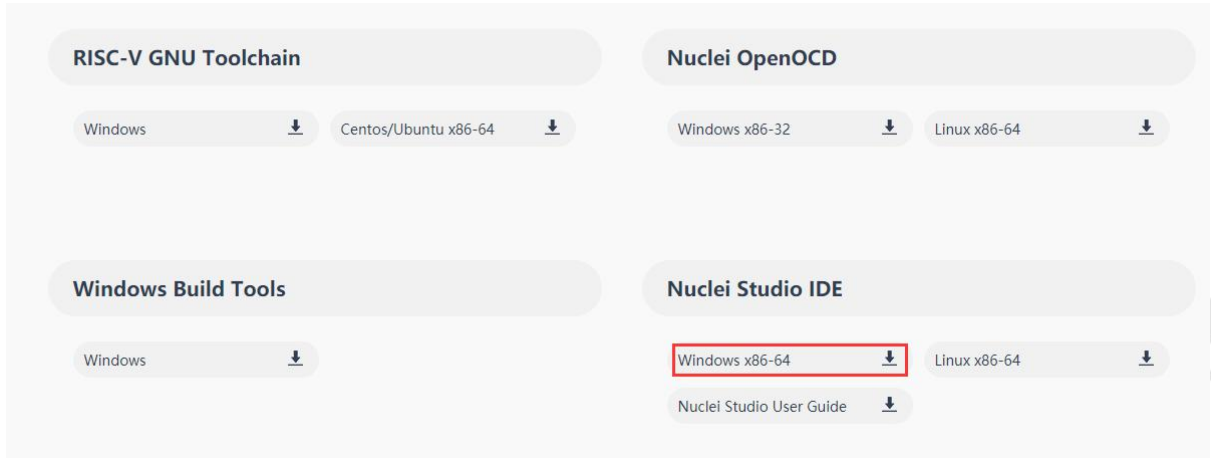 RISC-V GNU Toolchain
Windows
Centos/Ubuntu x86-64
Nuclei OpenOCD
Windows x86-32
Linux x86-64
Windows Build Tools
Windows
Nuclei Studio IDE
Windows x86-64
Linux x86-64
Nuclei Studio User Guide